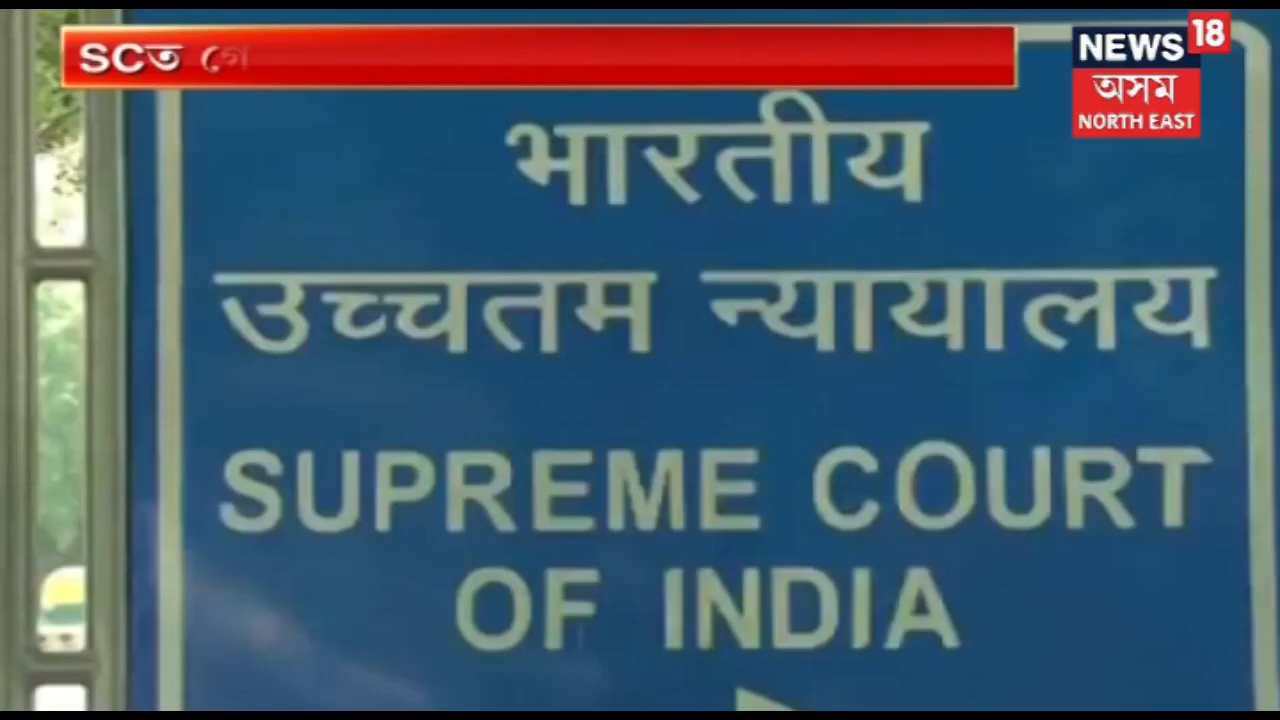 SCত
NEWS 18
অসম
NORTH EAST
भारतीय
उच्चतम न्यायालय
SUPREME COURT
OF INDIA